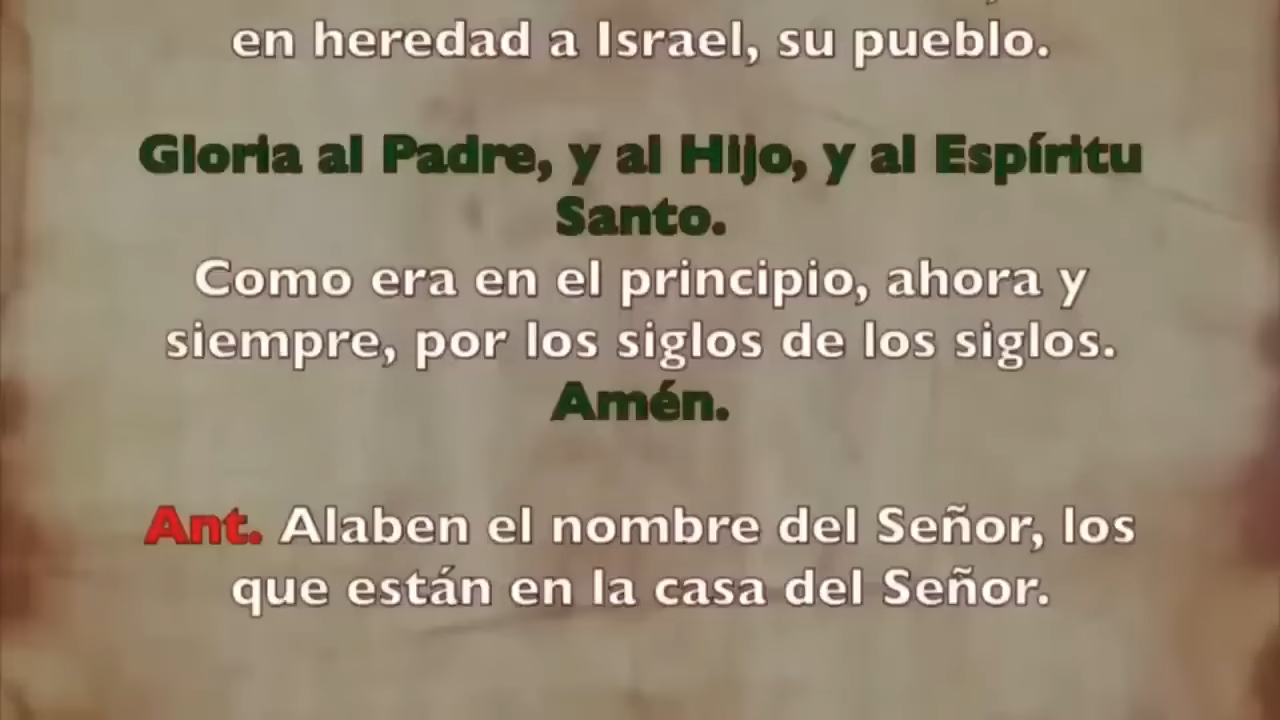 en heredad a Israel, su pueblo.
Gloria al Padre, y al Hijo, y al Espíritu
Santo.
Como era en el principio, ahora y
siempre, por los siglos de los siglos.
Amén.
Ant. Alaben el nombre del Señor, los
que están en la casa del Señor.